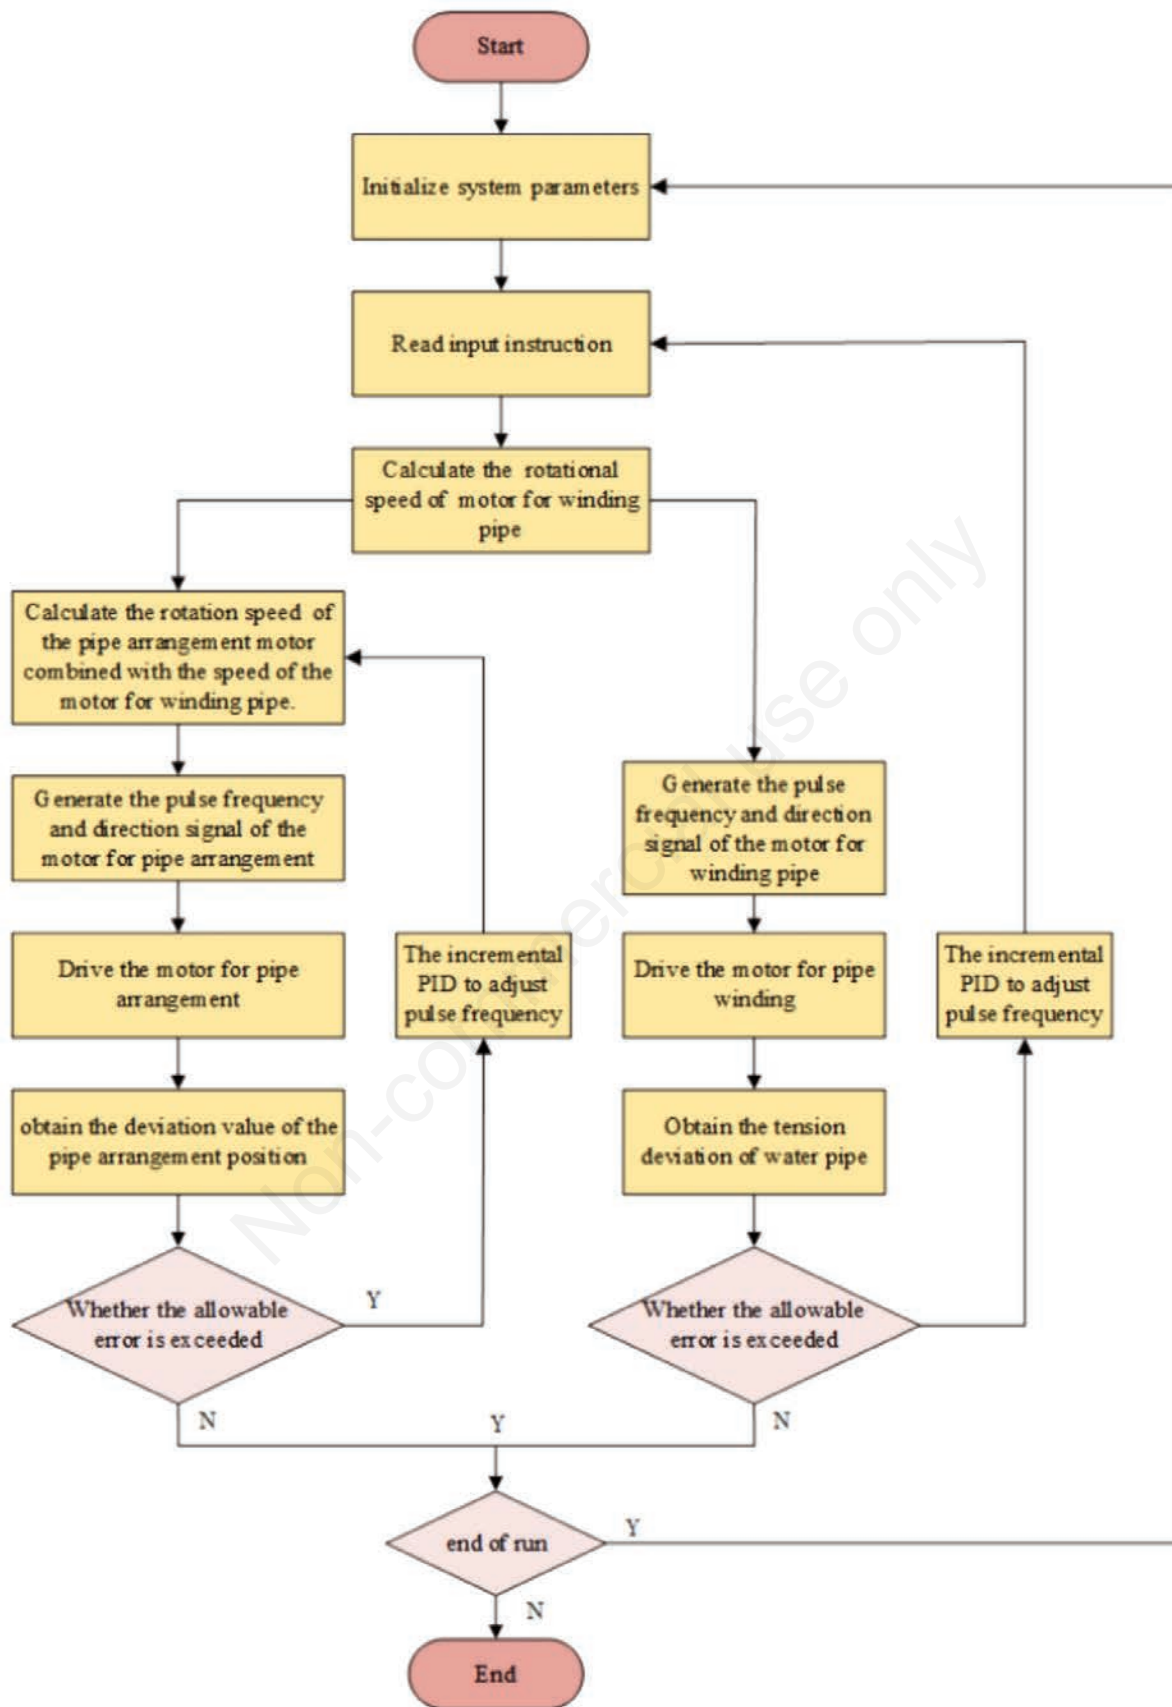 Start
Initialize system parameters
Read input instruction
Calculate the rotational
speed of motor for winding
pipe
Calculate the rotation speed of
the pipe arrangement motor
combined with the speed of the
motor for winding pipe.
Generate the pulse frequency
and direction signal of the
motor for pipe arrangement
Drive the motor for pipe
arrangement
obtain the deviation value of the
pipe arrangement position
Whether the allowable
error is exceeded
Y
N
The incremental
PID to adjust
pulse frequency
Generate the pulse
frequency and direction
signal of the motor for
winding pipe
Drive the motor for pipe
winding
Obtain the tension
deviation of water pipe
Whether the allowable
error is exceeded
N
The incremental
PID to adjust
pulse frequency
Y
end of run
Y
N
End
Non-commercial use only